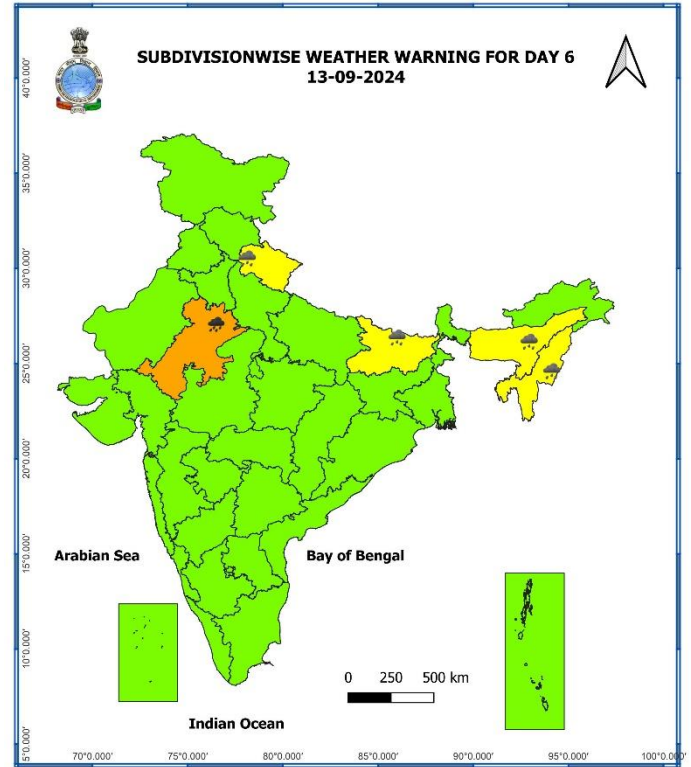 SUBDIVISIONWISE WEATHER WARNING FOR DAY 6
13-09-2024
40°0.000'
35°0.000'
30°0.000'
25°0.000'
20°0.000'
15°0.000'
10°0.000'
5°0.000'
Arabian Sea
Bay of Bengal
0 250 500 km
Indian Ocean
70°0.000' 75°0.000' 80°0.000' 85°0.000' 90°0.000' 95°0.000' 100°0.000'